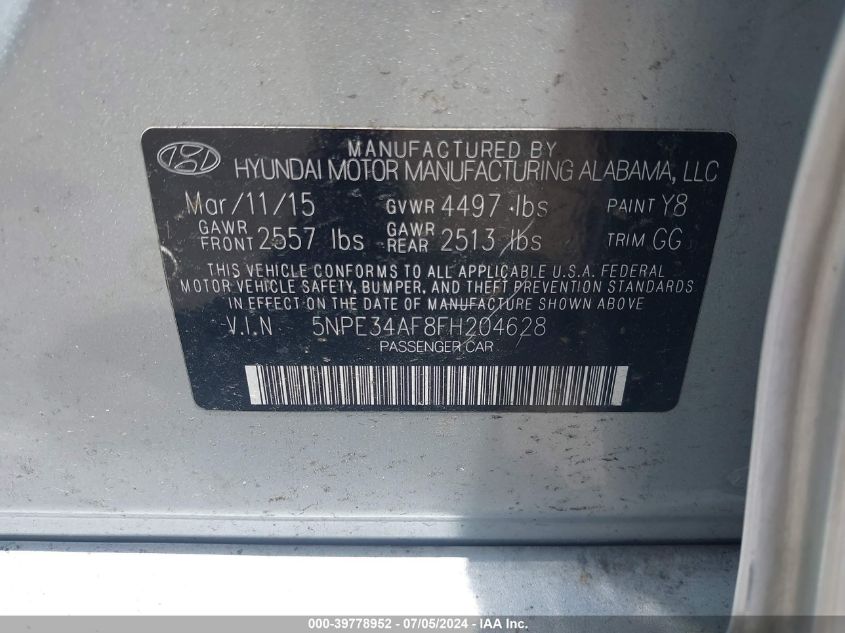 MANUFACTURED BY
HYUNDAI MOTOR MANUFACTURING ALABAMA, LLC
Mar/11/15 GVWR 4497 lbs PAINT Y8
GAWR FRONT 2557 lbs GAWR REAR 2513 lbs TRIM GG
THIS VEHICLE CONFORMS TO ALL APPLICABLE U.S.A. FEDERAL
MOTOR VEHICLE SAFETY, BUMPER, AND THEFT PREVENTION STANDARDS
IN EFFECT ON THE DATE OF MANUFACTURE SHOWN ABOVE
V.I.N 5NPE34AF8FH204628
PASSENGER CAR
000-39778952 - 07/05/2024 - IAA Inc.